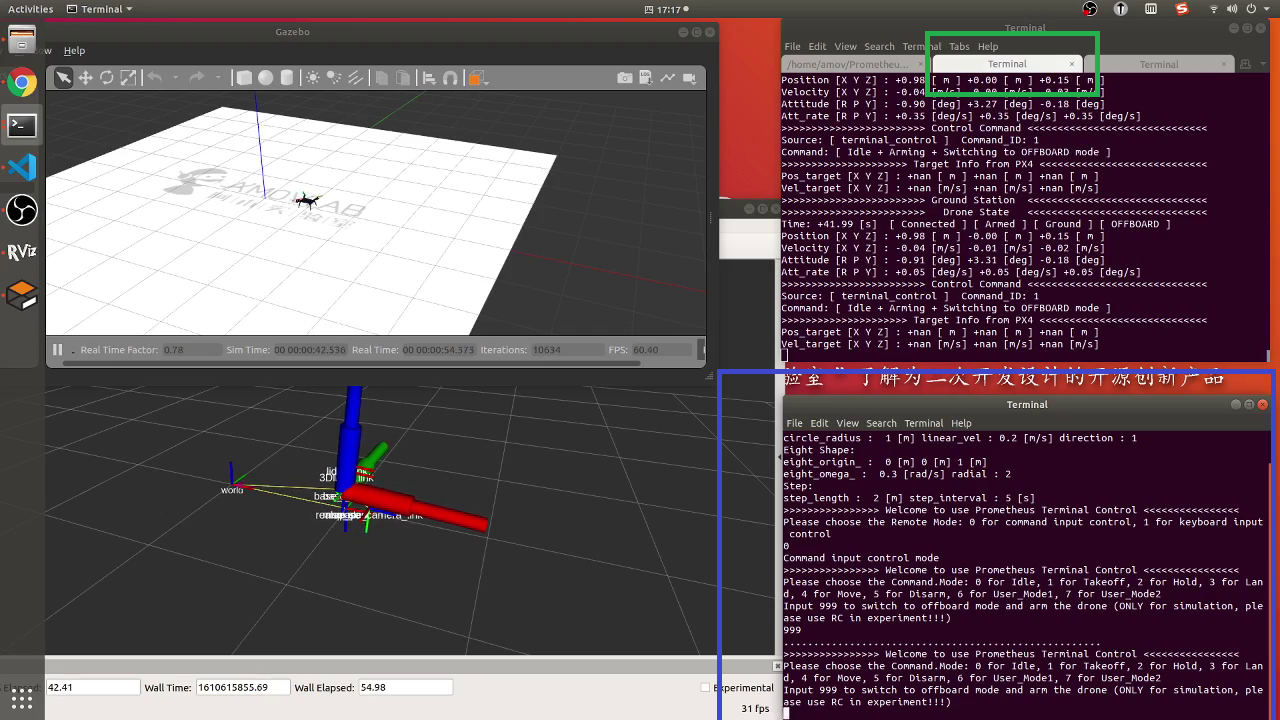 Activities
Terminal
17:17
Gazebo
w Help
Real Time Factor: 0.78 Sim Time: 00 00:00:42.536 Real Time: 00 00:00:54.373 Iterations: 10634 FPS: 60.40
AMOVLAB
RViz
world
Elapsed: 42.41 Wall Time: 1610615855.69 Wall Elapsed: 54.98 Experimental
31 fps
Terminal
File Edit View Search Terminal Tabs Help
/home/amov/Prometheu... × Terminal × Terminal ×
Position [X Y Z] : +0.98 [ m ] +0.00 [ m ] +0.15 [ m ]
Velocity [X Y Z] : -0.04 [m/s] -0.00 [m/s] -0.03 [m/s]
Attitude [R P Y] : -0.90 [deg] +3.27 [deg] -0.18 [deg]
Att_rate [R P Y] : +0.35 [deg/s] +0.35 [deg/s] +0.35 [deg/s]
>>>>>>>>>>>>>>>>>>>>>>>> Control Command <<<<<<<<<<<<<<<<<<<<<<<<<<<<<
Source: [ terminal_control ] Command_ID: 1
Command: [ Idle + Arming + Switching to OFFBOARD mode ]
>>>>>>>>>>>>>>>>>>>>> Target Info from PX4 <<<<<<<<<<<<<<<<<<<<<<<<<<<
Pos_target [X Y Z] : +nan [ m ] +nan [ m ] +nan [ m ]
Vel_target [X Y Z] : +nan [m/s] +nan [m/s] +nan [m/s]
>>>>>>>>>>>>>>>>>>>>>>>> Ground Station <<<<<<<<<<<<<<<<<<<<<<<<<<<<<
>>>>>>>>>>>>>>>>>>>>>>>> Drone State <<<<<<<<<<<<<<<<<<<<<<<<<<<<<
Time: +41.99 [s] [ Connected ] [ Armed ] [ Ground ] [ OFFBOARD ]
Position [X Y Z] : +0.98 [ m ] -0.00 [ m ] +0.15 [ m ]
Velocity [X Y Z] : -0.04 [m/s] -0.01 [m/s] -0.02 [m/s]
Attitude [R P Y] : -0.91 [deg] +3.31 [deg] -0.18 [deg]
Att_rate [R P Y] : +0.05 [deg/s] +0.05 [deg/s] +0.05 [deg/s]
>>>>>>>>>>>>>>>>>>>>>>>> Control Command <<<<<<<<<<<<<<<<<<<<<<<<<<<<<
Source: [ terminal_control ] Command_ID: 1
Command: [ Idle + Arming + Switching to OFFBOARD mode ]
>>>>>>>>>>>>>>>>>>>>> Target Info from PX4 <<<<<<<<<<<<<<<<<<<<<<<<<<<
Pos_target [X Y Z] : +nan [ m ] +nan [ m ] +nan [ m ]
Vel_target [X Y Z] : +nan [m/s] +nan [m/s] +nan [m/s]
验室" 了解为二次开发设计的开源创新产品
Terminal
File Edit View Search Terminal Help
circle_radius : 1 [m] linear_vel : 0.2 [m/s] direction : 1
Eight Shape:
eight_origin_ : 0 [m] 0 [m] 1 [m]
eight_omega_ : 0.3 [rad/s] radial : 2
Step:
step_length : 2 [m] step_interval : 5 [s]
>>>>>>>>>>>>>>>> Welcome to use Prometheus Terminal Control <<<<<<<<<<<<<<<<
Please choose the Remote Mode: 0 for command input control, 1 for keyboard input
control
0
Command input control mode
>>>>>>>>>>>>>>>> Welcome to use Prometheus Terminal Control <<<<<<<<<<<<<<<<
Please choose the Command.Mode: 0 for Idle, 1 for Takeoff, 2 for Hold, 3 for Lan
d, 4 for Move, 5 for Disarm, 6 for User_Mode1, 7 for User_Mode2
Input 999 to switch to offboard mode and arm the drone (ONLY for simulation, ple
ase use RC in experiment!!!)
999
.....................................................
>>>>>>>>>>>>>>>> Welcome to use Prometheus Terminal Control <<<<<<<<<<<<<<<<
Please choose the Command.Mode: 0 for Idle, 1 for Takeoff, 2 for Hold, 3 for Lan
d, 4 for Move, 5 for Disarm, 6 for User_Mode1, 7 for User_Mode2
Input 999 to switch to offboard mode and arm the drone (ONLY for simulation, ple
ase use RC in experiment!!!)